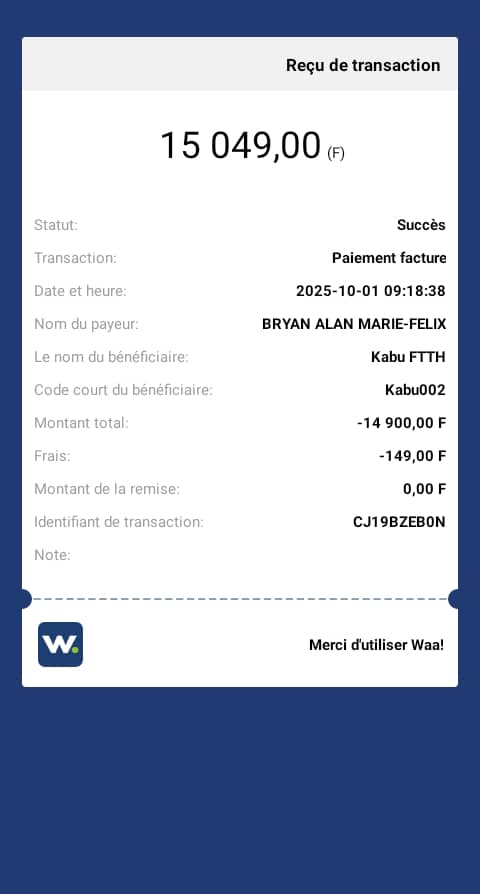 Reçu de transaction
15 049,00 (F)
Statut: Succès
Transaction: Paiement facture
Date et heure: 2025-10-01 09:18:38
Nom du payeur: BRYAN ALAN MARIE-FELIX
Le nom du bénéficiaire: Kabu FTTH
Code court du bénéficiaire: Kabu002
Montant total: -14 900,00 F
Frais: -149,00 F
Montant de la remise: 0,00 F
Identifiant de transaction: CJ19BZEB0N
Note:
W. Merci d'utiliser Waa!